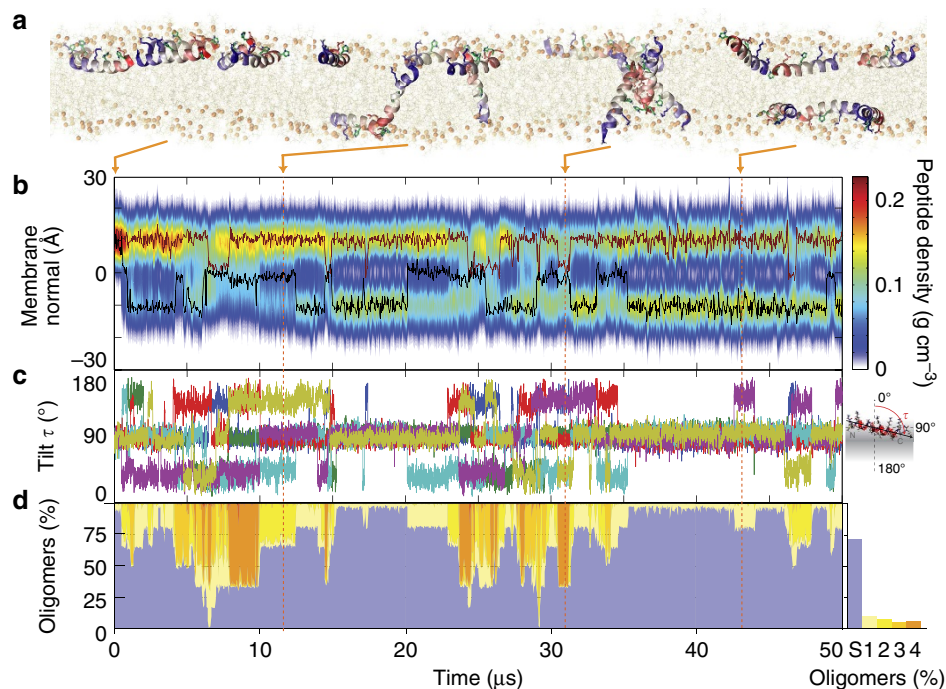 a
b
30
0
−30
Membrane
normal (Å)
0.2
0.1
0
Peptide density (g cm−3)
c
180
90
0
Tilt τ (°)
0°
τ
90°
180°
d
75
50
25
0
Oligomers (%)
0 10 20 30 40 50
Time (μs)
S1 2 3 4
Oligomers (%)